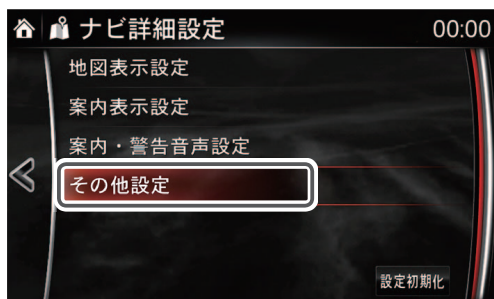 ナビ詳細設定 00:00
地図表示設定
案内表示設定
案内・警告音声設定
その他設定
設定初期化